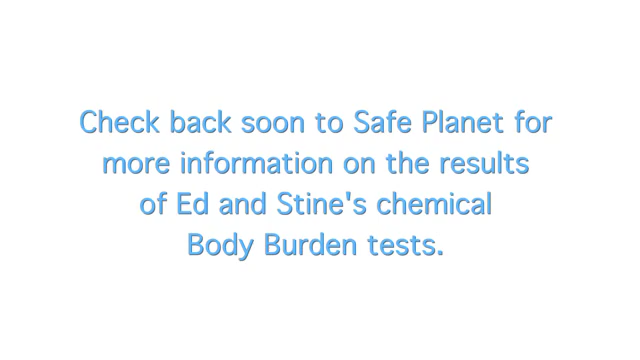 Check back soon to Safe Planet for
more information on the results
of Ed and Stine's chemical
Body Burden tests.